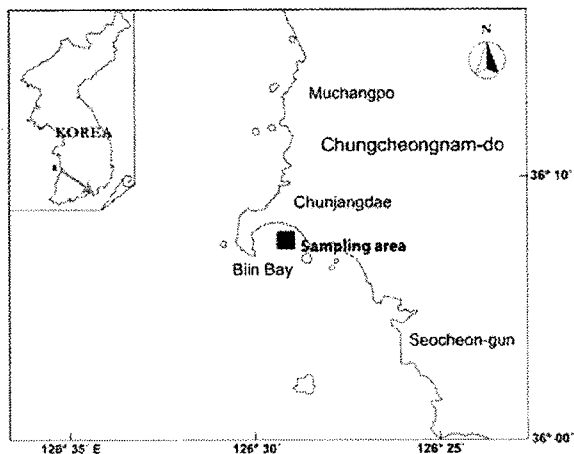 N
Muchangpo
KOREA
Chungcheongnam-do
36° 10'
Chunjangdae
Sampling area
Biin Bay
Seocheon-gun
36° 00'
126° 35' E
126° 30'
126° 25'